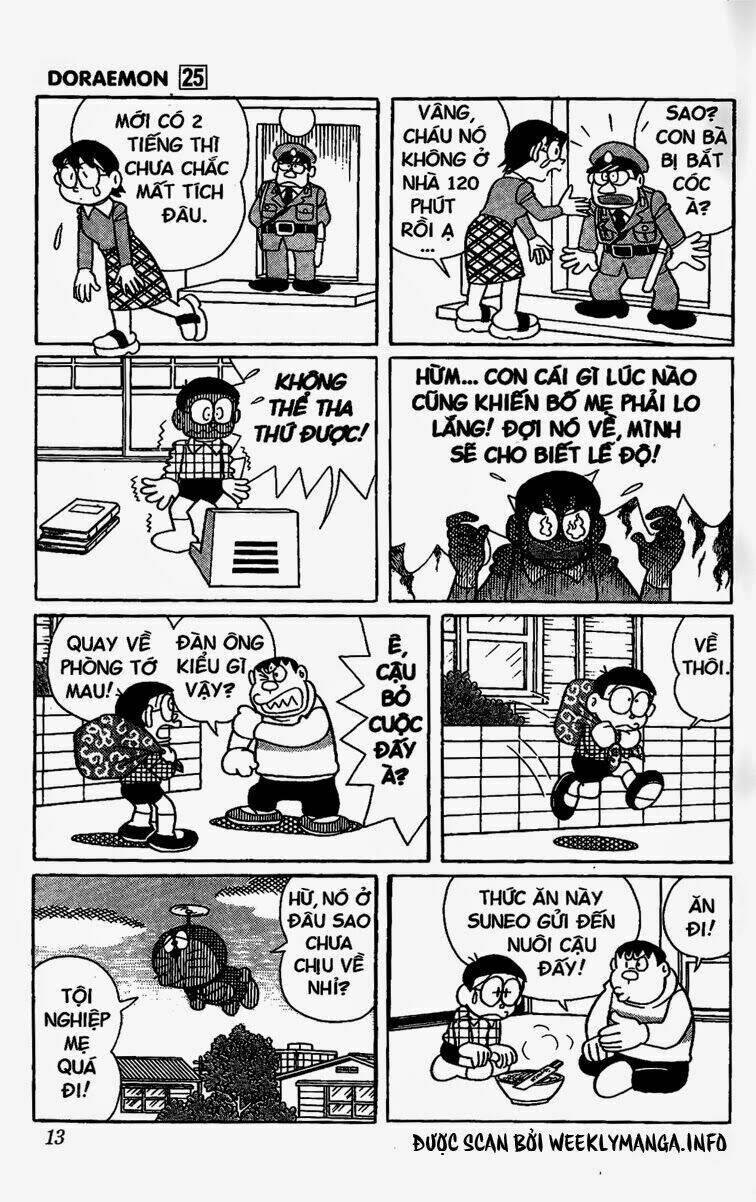 DORAEMON 25
SAO?
CON BÀ
BỊ BẮT
CÓC
À?
VÂNG,
CHÁU NÓ
KHÔNG Ở
NHÀ 120
PHÚT
RỒI Ạ
...
MỚI CÓ 2
TIẾNG THÌ
CHƯA CHẮC
MẤT TÍCH
ĐÂU.
HỪM... CON CÁI GÌ LÚC NÀO
CŨNG KHIẾN BỐ MẸ PHẢI LO
LẮNG! ĐỢI NÓ VỀ, MÌNH
SẼ CHO BIẾT LẾ ĐỘ!
KHÔNG
THỂ THA
THỨ ĐƯỢC!
VỀ
THÔI.
Ê,
CẬU
BỎ
CUỘC
ĐẤY
À?
ĐÀN ÔNG
KIỂU GÌ
VẬY?
QUAY VỀ
PHÒNG TỚ
MAU!
ĂN
ĐI!
THỨC ĂN NÀY
SUNEO GỬI ĐẾN
NUÔI CẬU
ĐẤY!
HỪ, NÓ Ở
ĐÂU SAO
CHƯA
CHỊU VỀ
NHỈ?
TỘI
NGHIỆP
MẸ
QUÁ
ĐI!
13
ĐƯỢC SCAN BỞI WEEKLYMANGA.INFO